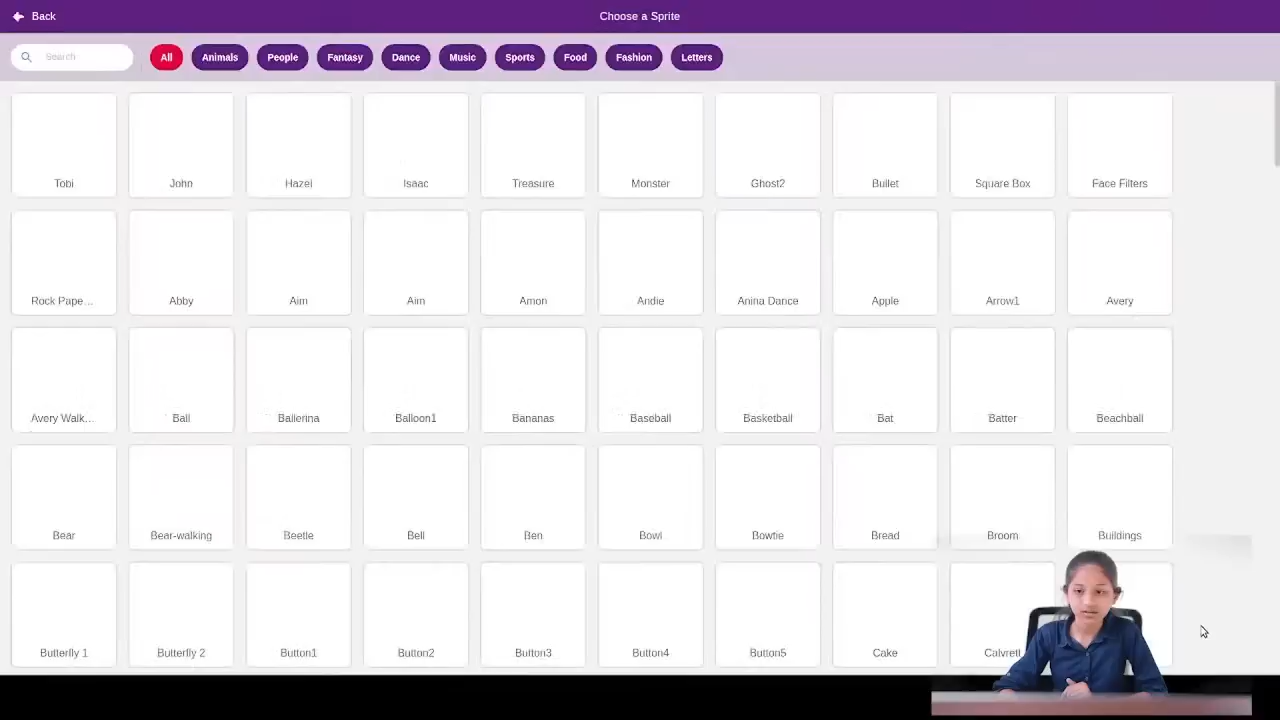 Back
Choose a Sprite
Search
All
Animals
People
Fantasy
Dance
Music
Sports
Food
Fashion
Letters
Tobi
John
Hazel
Isaac
Treasure
Monster
Ghost2
Bullet
Square Box
Face Filters
Rock Pape...
Abby
Aim
Aim
Amon
Andie
Anina Dance
Apple
Arrow1
Avery
Avery Walk...
Ball
Ballerina
Balloon1
Bananas
Baseball
Basketball
Bat
Batter
Beachball
Bear
Bear-walking
Beetle
Bell
Ben
Bowl
Bowtie
Bread
Broom
Buildings
Butterfly 1
Butterfly 2
Button1
Button2
Button3
Button4
Button5
Cake
Calvrett